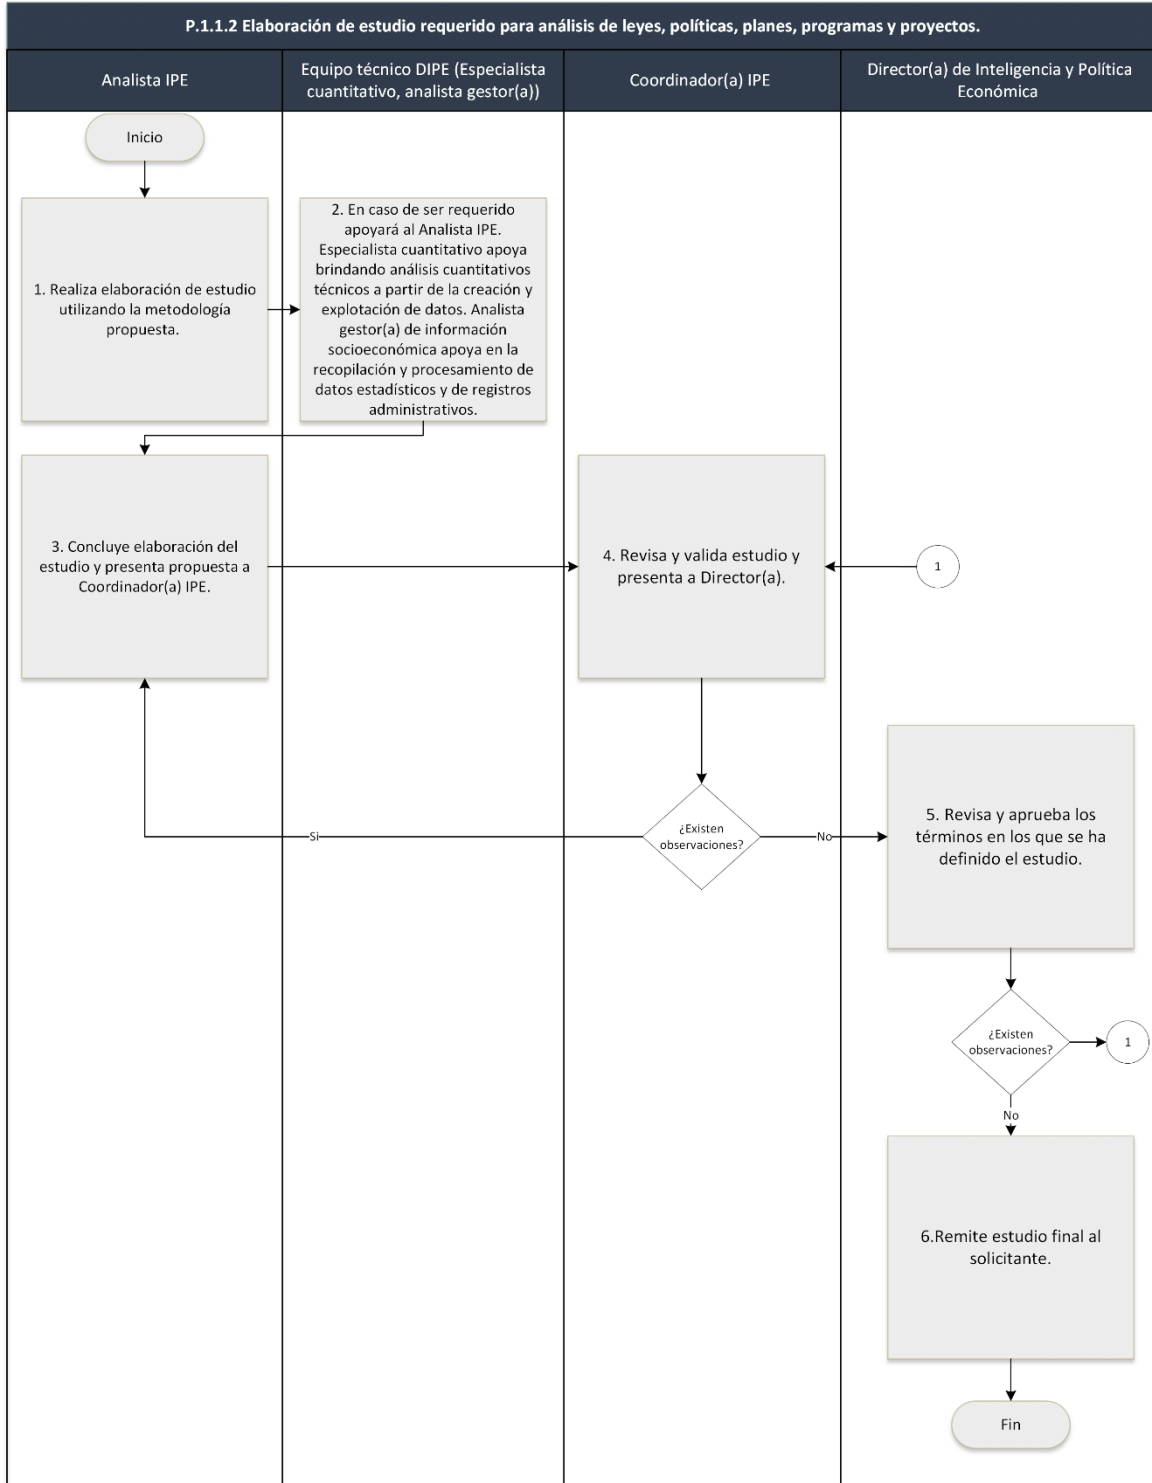 P.1.1.2 Elaboración de estudio requerido para análisis de leyes, políticas, planes, programas y proyectos.
Analista IPE
Equipo técnico DIPE (Especialista
cuantitativo, analista gestor(a))
Coordinador(a) IPE
Director(a) de Inteligencia y Política
Económica
Inicio
1. Realiza elaboración de estudio
utilizando la metodología
propuesta.
2. En caso de ser requerido
apoyará al Analista IPE.
Especialista cuantitativo apoya
brindando análisis cuantitativos
técnicos a partir de la creación y
explotación de datos. Analista
gestor(a) de información
socioeconómica apoya en la
recopilación y procesamiento de
datos estadísticos y de registros
administrativos.
3. Concluye elaboración del
estudio y presenta propuesta a
Coordinador(a) IPE.
4. Revisa y valida estudio y
presenta a Director(a).
1
¿Existen
observaciones?
Si
No
5. Revisa y aprueba los
términos en los que se ha
definido el estudio.
¿Existen
observaciones?
1
No
6.Remite estudio final al
solicitante.
Fin